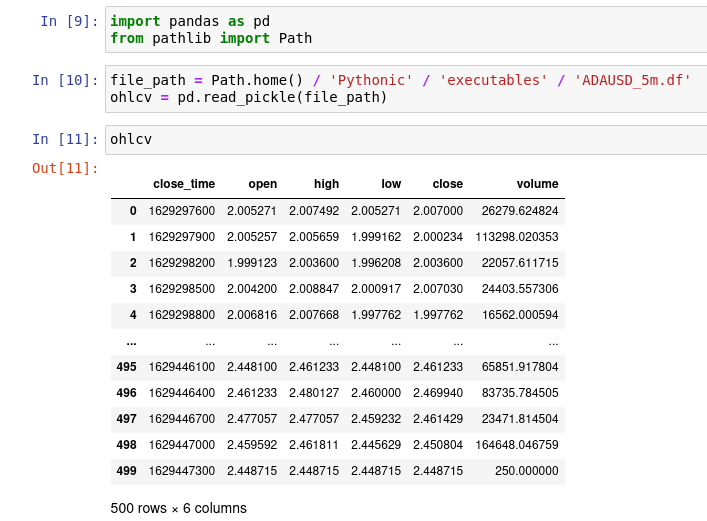 In [9]: import pandas as pd
from pathlib import Path
In [10]: file_path = Path.home() / 'Pythonic' / 'executables' / 'ADAUSD_5m.df'
ohlcv = pd.read_pickle(file_path)
In [11]: ohlcv
Out[11]:
close_time open high low close volume
0 1629297600 2.005271 2.007492 2.005271 2.007000 26279.624824
1 1629297900 2.005257 2.005659 1.999162 2.000234 113298.020353
2 1629298200 1.999123 2.003600 1.996208 2.003600 22057.611715
3 1629298500 2.004200 2.008847 2.000917 2.007030 24403.557306
4 1629298800 2.006816 2.007668 1.997762 1.997762 16562.000594
... ... ... ... ... ... ...
495 1629446100 2.448100 2.461233 2.448100 2.461233 65851.917804
496 1629446400 2.461233 2.480127 2.460000 2.469940 83735.784505
497 1629446700 2.477057 2.477057 2.459232 2.461429 23471.814504
498 1629447000 2.459592 2.461811 2.445629 2.450804 164648.046759
499 1629447300 2.448715 2.448715 2.448715 2.448715 250.000000
500 rows × 6 columns